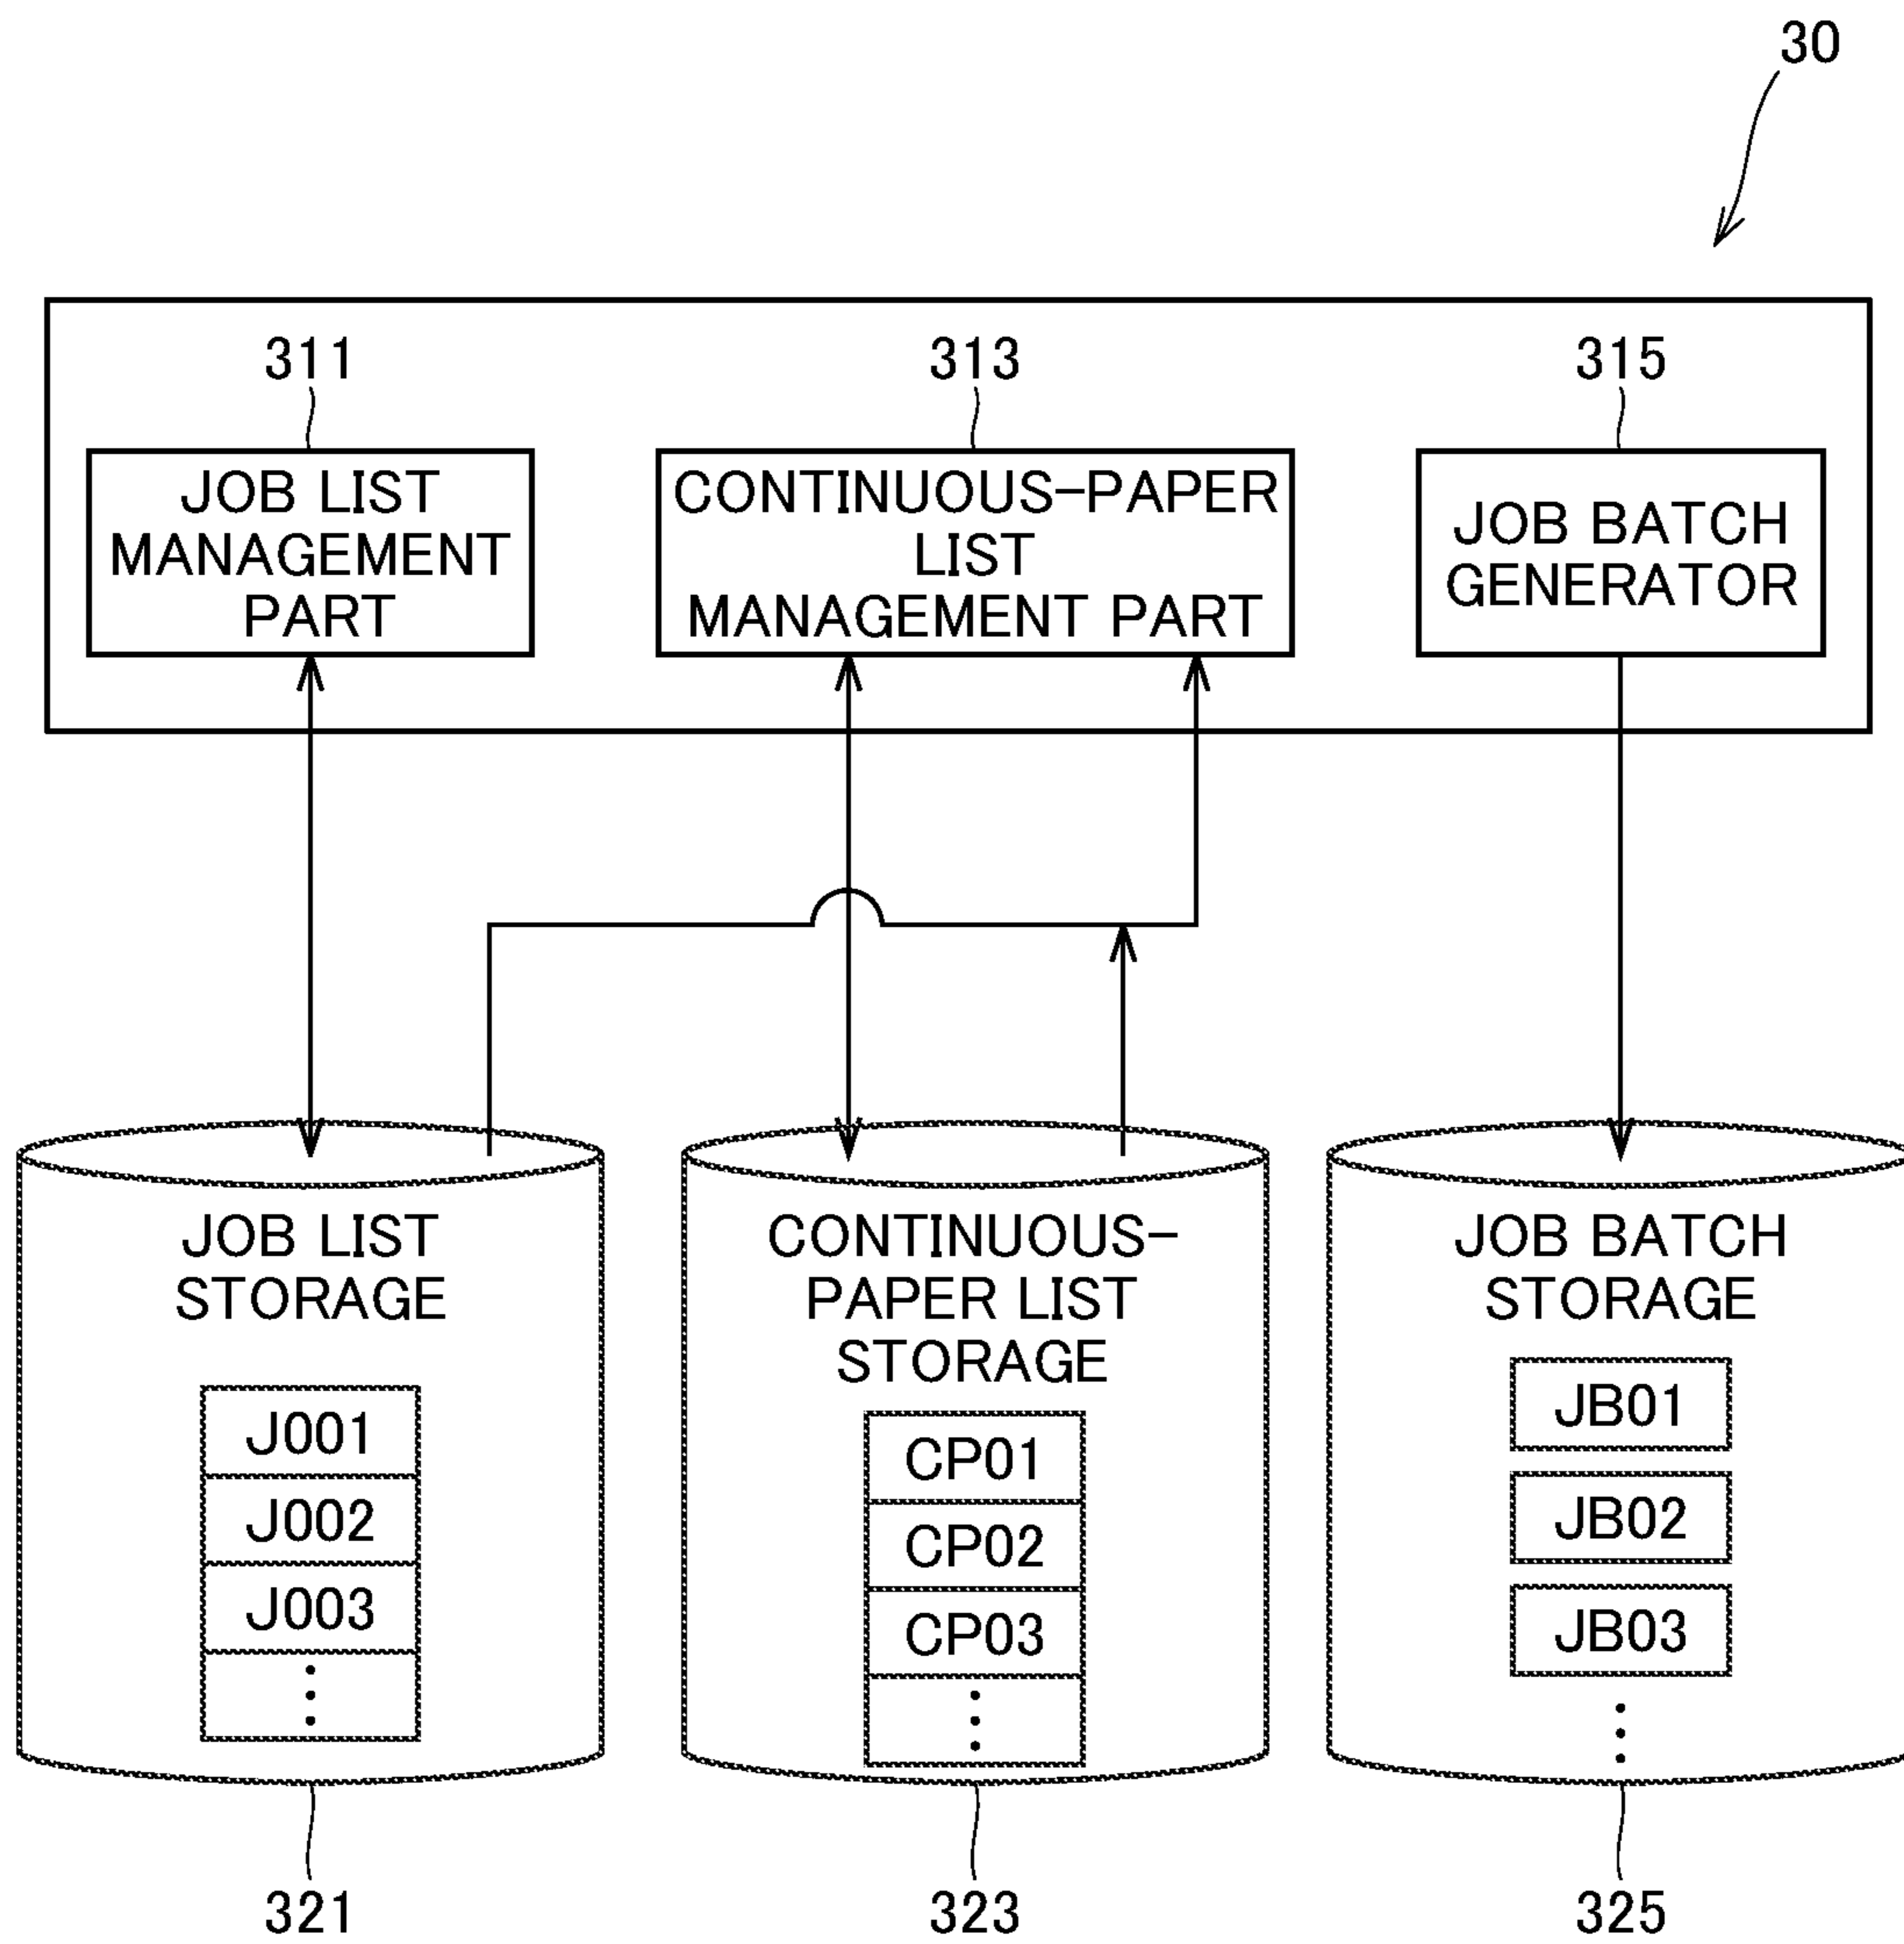 30
311
313
315
JOB LIST
MANAGEMENT
PART
CONTINUOUS-PAPER
LIST
MANAGEMENT PART
JOB BATCH
GENERATOR
JOB LIST
STORAGE
J001
J002
J003
CONTINUOUS-
PAPER LIST
STORAGE
CP01
CP02
CP03
JOB BATCH
STORAGE
JB01
JB02
JB03
321
323
325